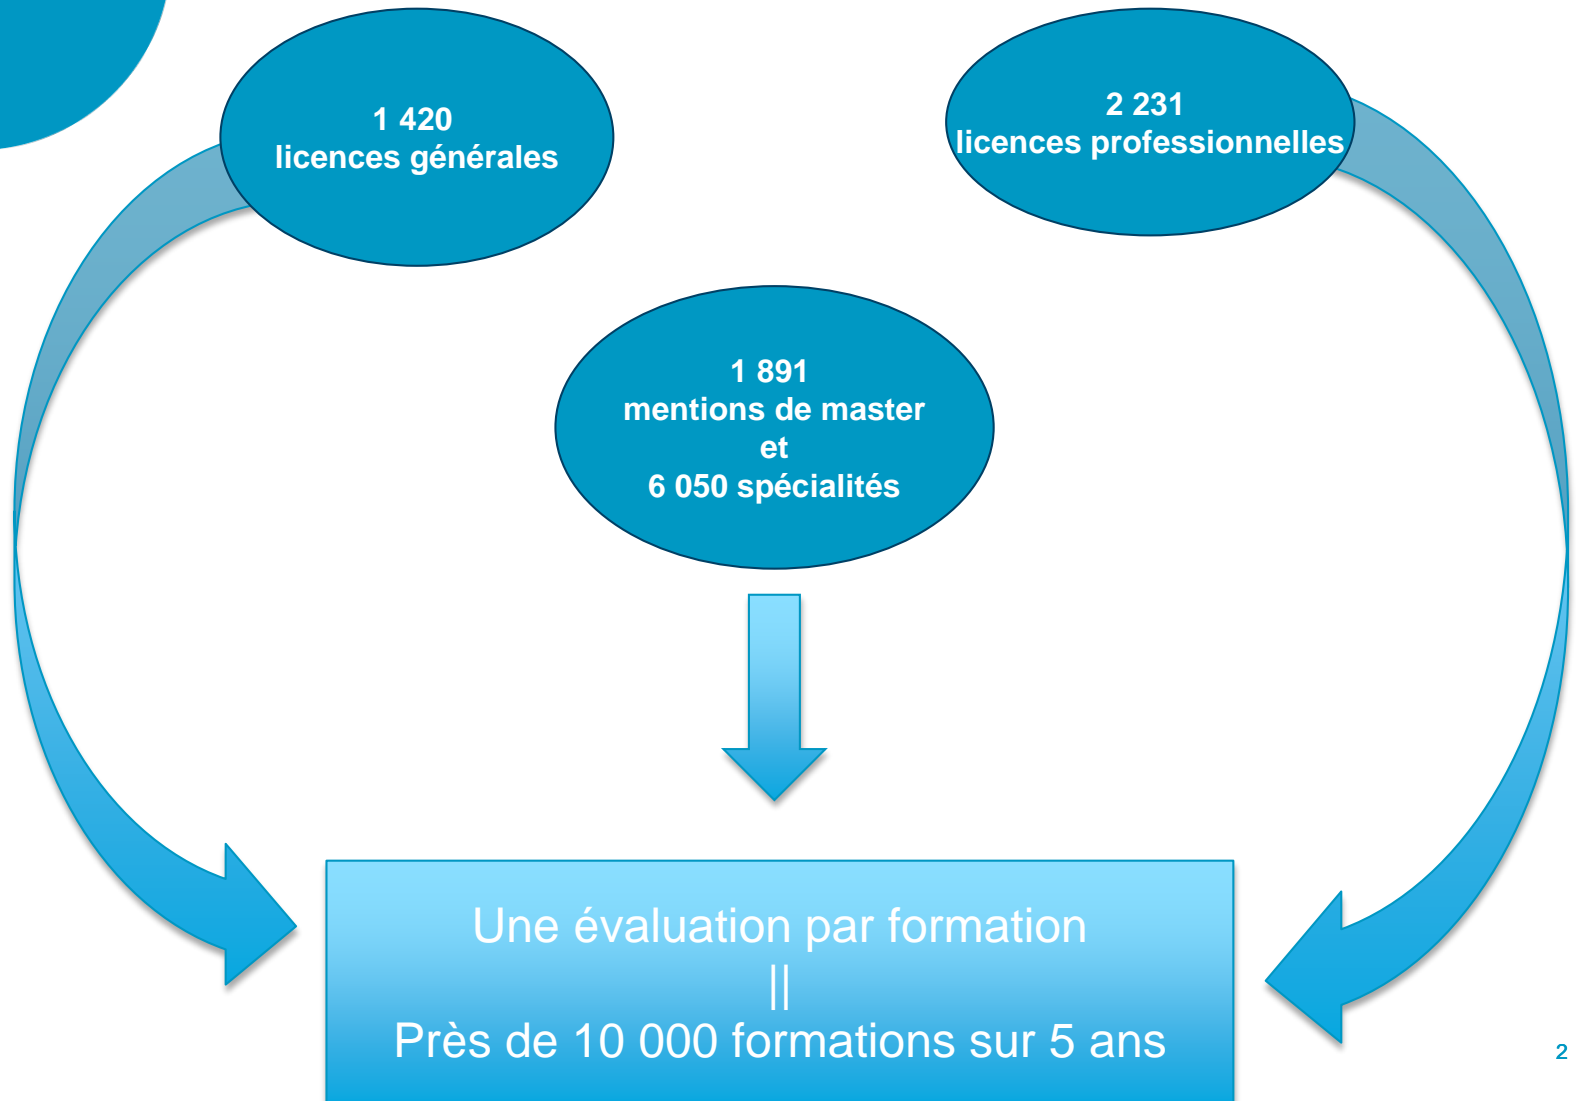 1 420
licences générales
2 231
licences professionnelles
1 891
mentions de master
et
6 050 spécialités
Une évaluation par formation
||
Près de 10 000 formations sur 5 ans
2